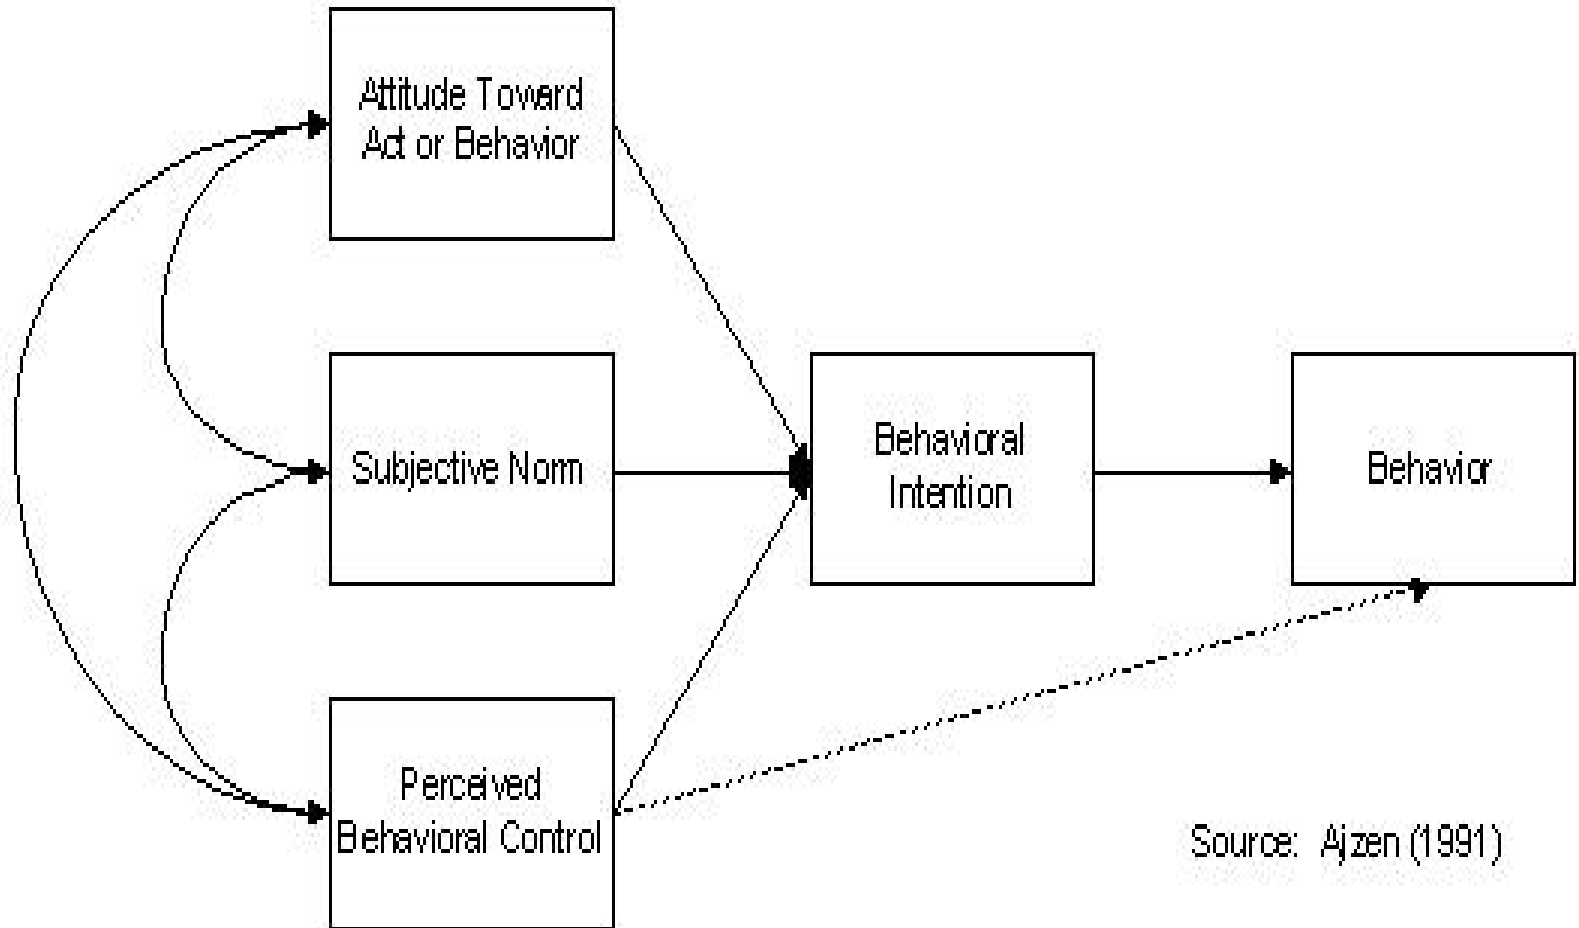 Attitude Toward
Act or Behavior
Subjective Norm
Behavioral
Intention
Behavior
Perceived
Behavioral Control
Source: Ajzen (1991)